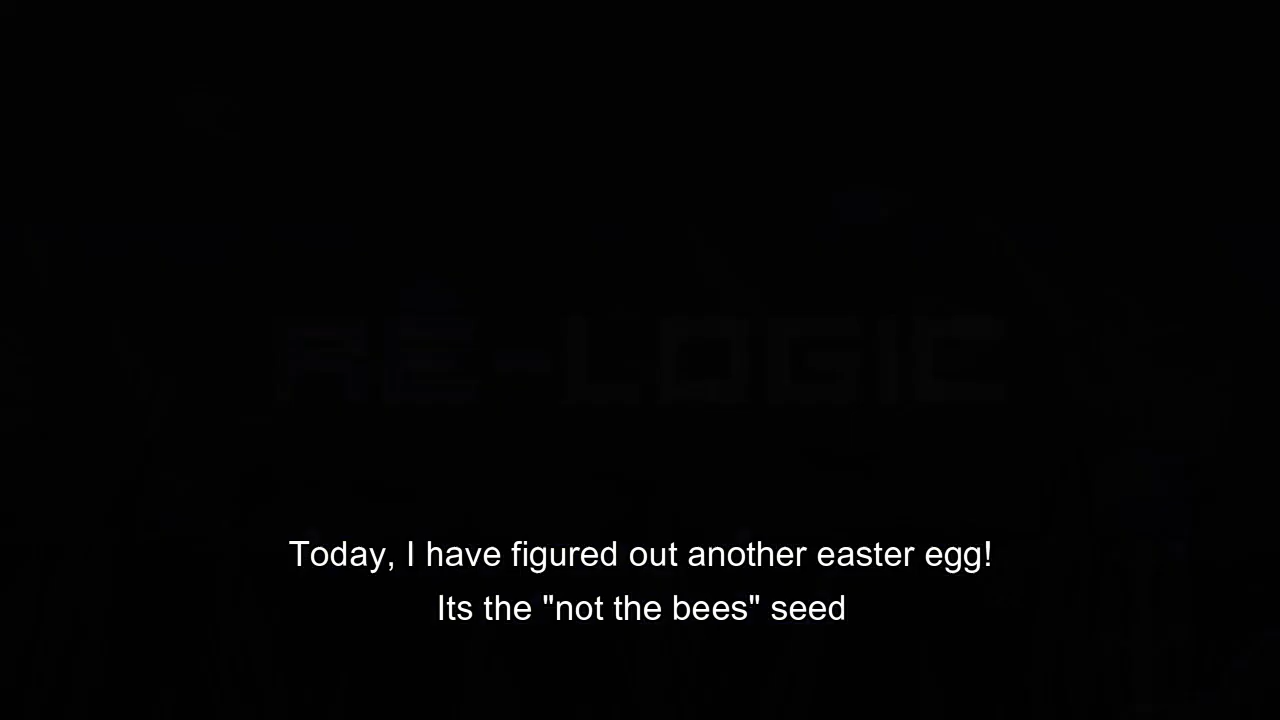 RE-LOGIC
Today, I have figured out another easter egg!
Its the "not the bees" seed